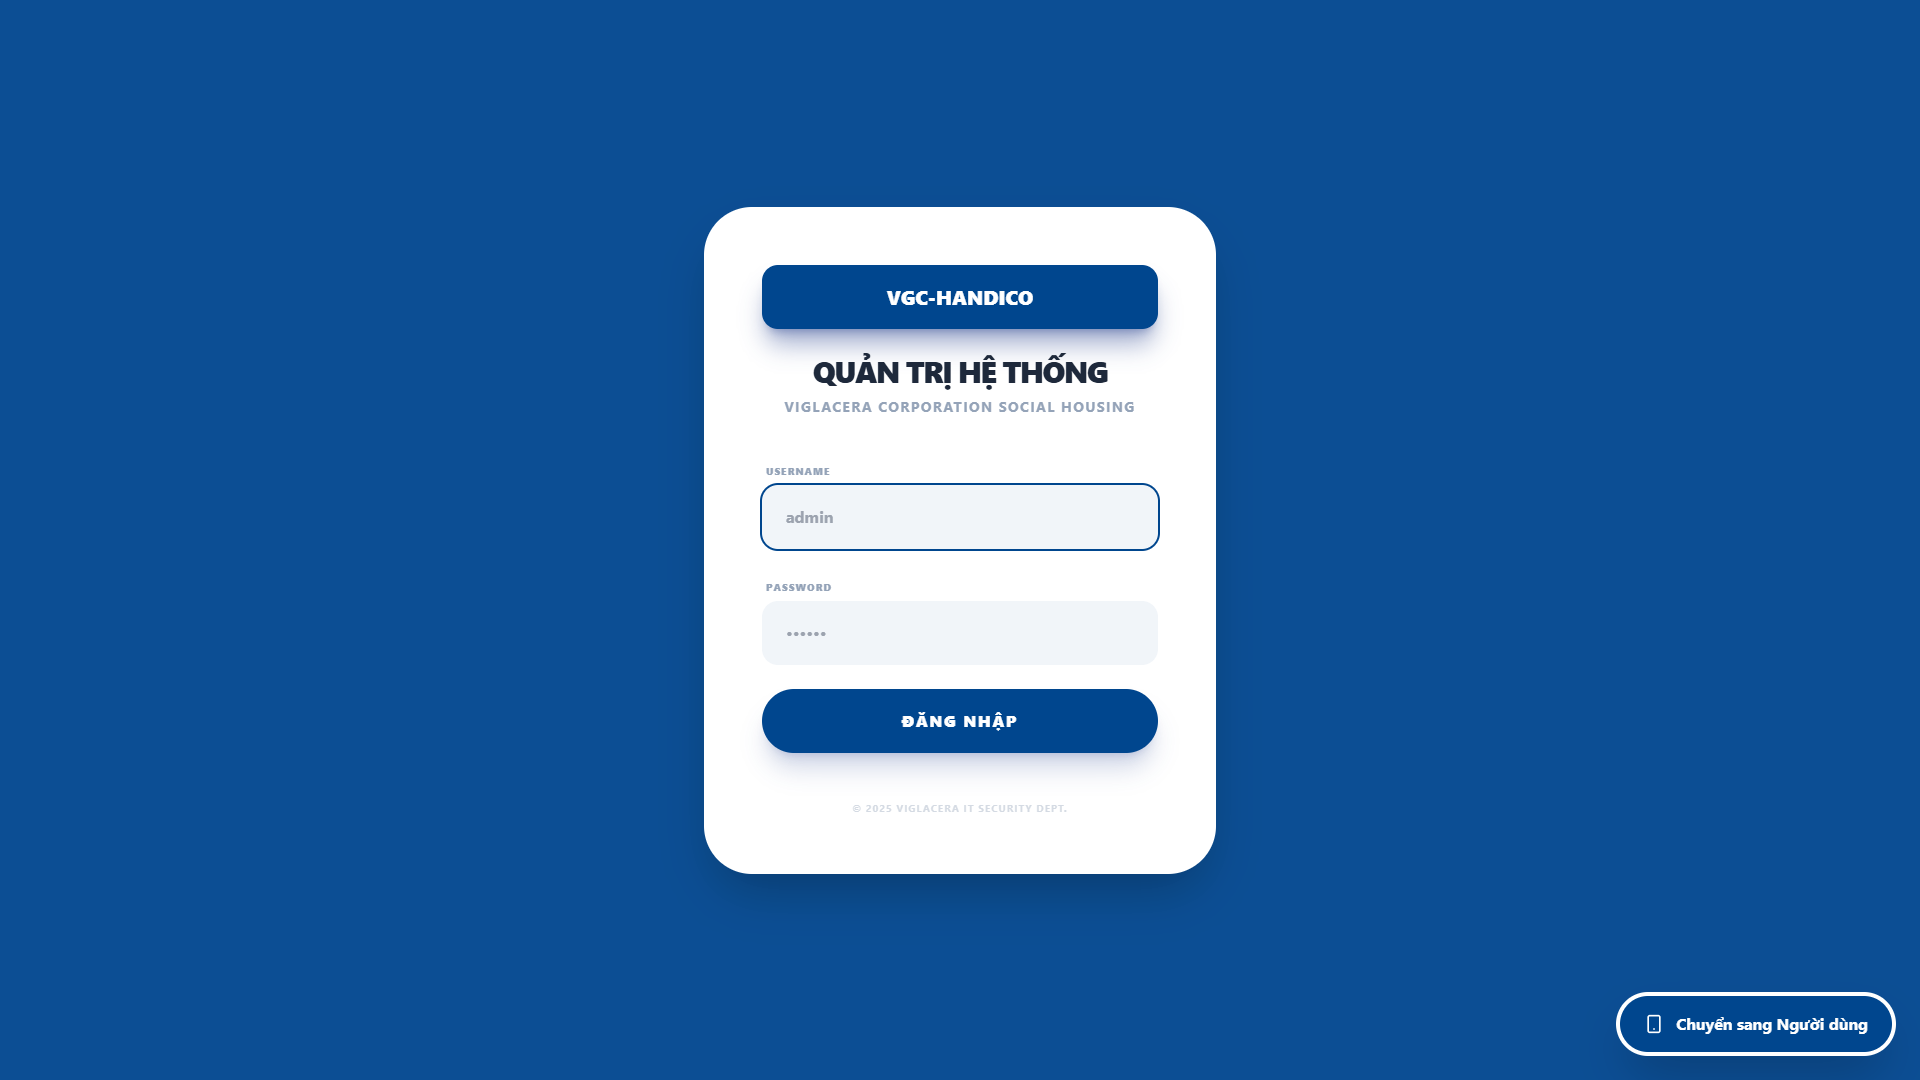 VGC-HANDICO
QUẢN TRỊ HỆ THỐNG
VIGLACERA CORPORATION SOCIAL HOUSING
USERNAME
admin
PASSWORD
••••••
ĐĂNG NHẬP
© 2025 VIGLACERA IT SECURITY DEPT.
Chuyển sang Người dùng